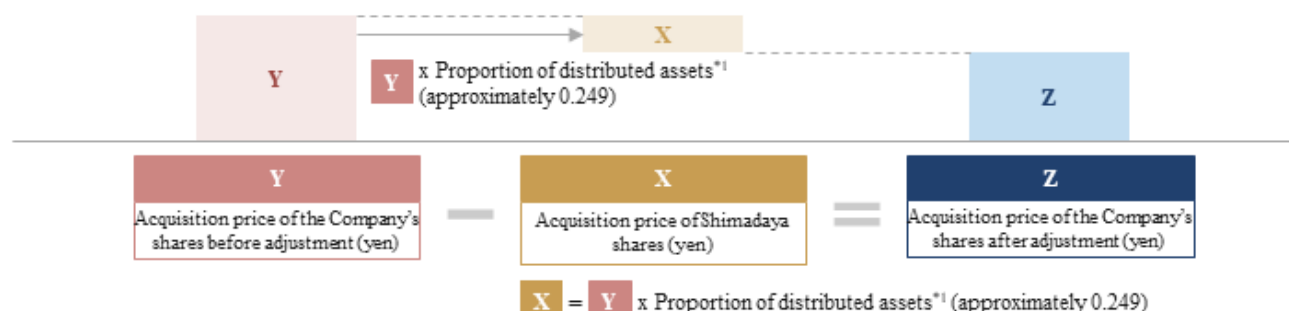 X
Y
Y x Proportion of distributed assets*1
(approximately 0.249)
Z
Y
X
Z
Acquisition price of the Company's
shares before adjustment (yen)
Acquisition price of Shimadaya
shares (yen)
Acquisition price of the Company's
shares after adjustment (yen)
X = Y x Proportion of distributed assets*1 (approximately 0.249)